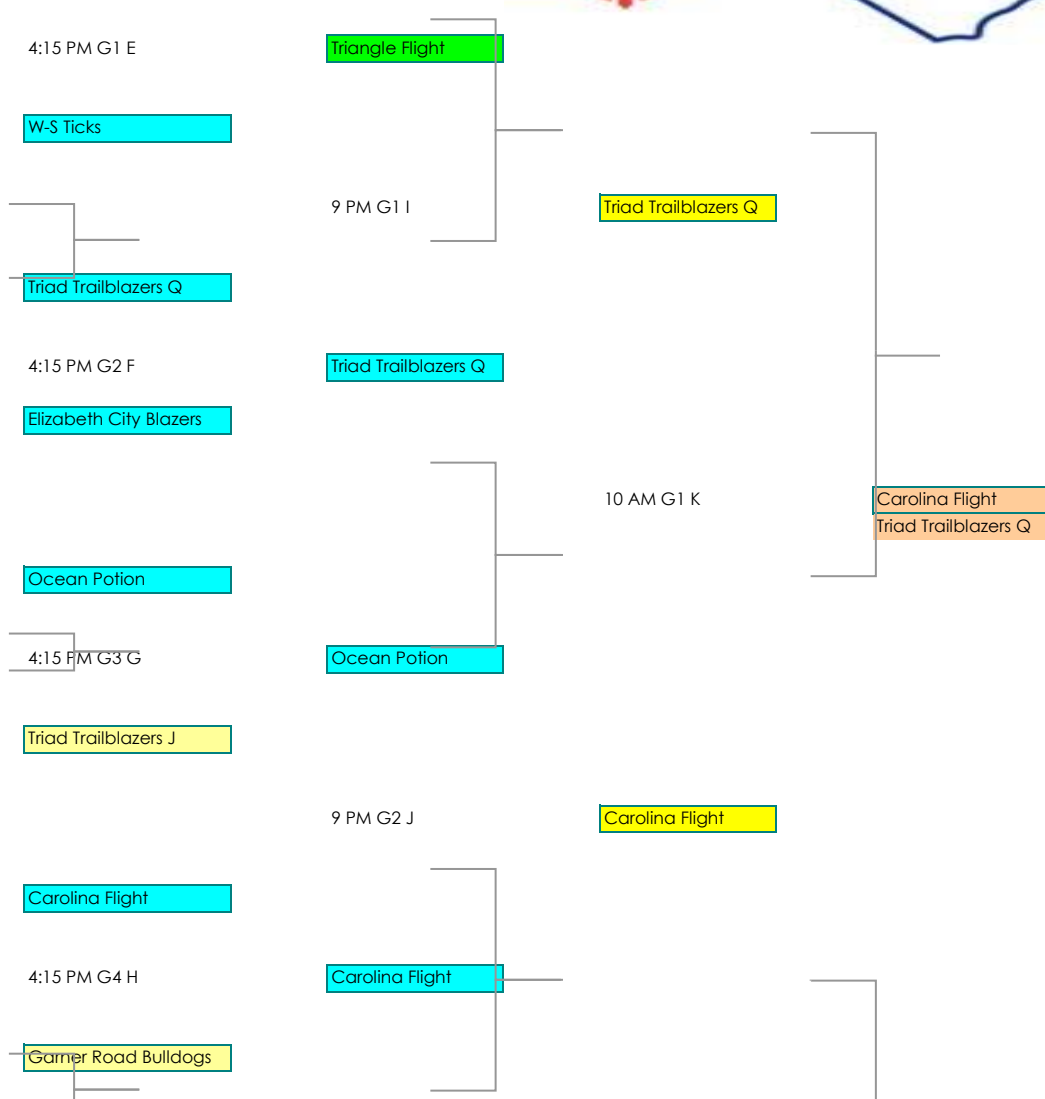 4:15 PM G1 E
Triangle Flight
W-S Ticks
9 PM G1 I
Triad Trailblazers Q
Triad Trailblazers Q
4:15 PM G2 F
Triad Trailblazers Q
Elizabeth City Blazers
10 AM G1 K
Carolina Flight
Triad Trailblazers Q
Ocean Potion
4:15 PM G3 G
Ocean Potion
Triad Trailblazers J
9 PM G2 J
Carolina Flight
Carolina Flight
4:15 PM G4 H
Carolina Flight
Garner Road Bulldogs